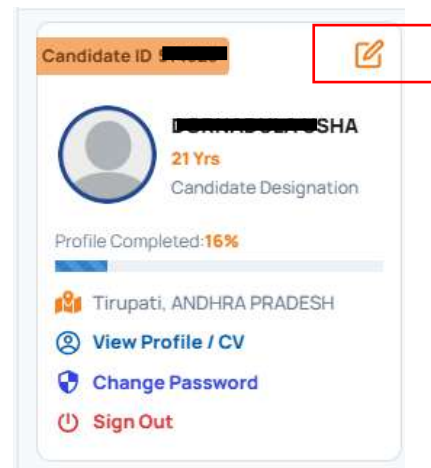 Candidate ID
SHA
21 Yrs
Candidate Designation
Profile Completed:16%
Tirupati, ANDHRA PRADESH
View Profile / CV
Change Password
Sign Out